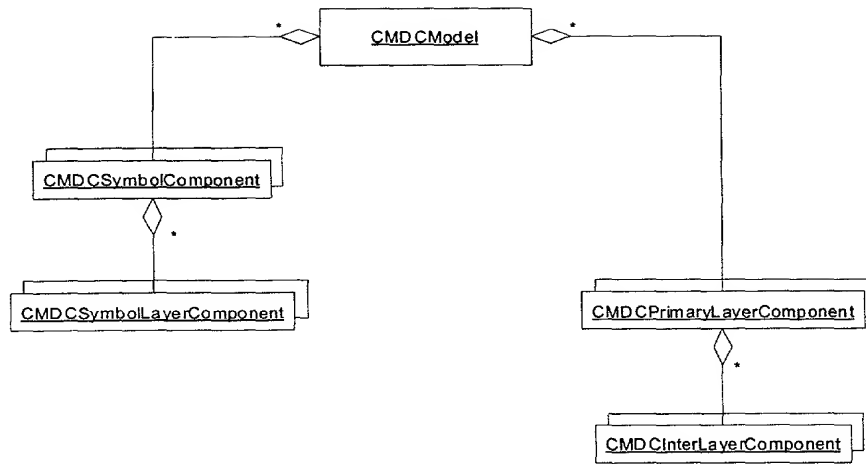 * CMDCModel *
CMDCSymbolComponent
*
CMDCSymbolLayerComponent
CMDCPrimaryLayerComponent
*
CMDCInterLayerComponent